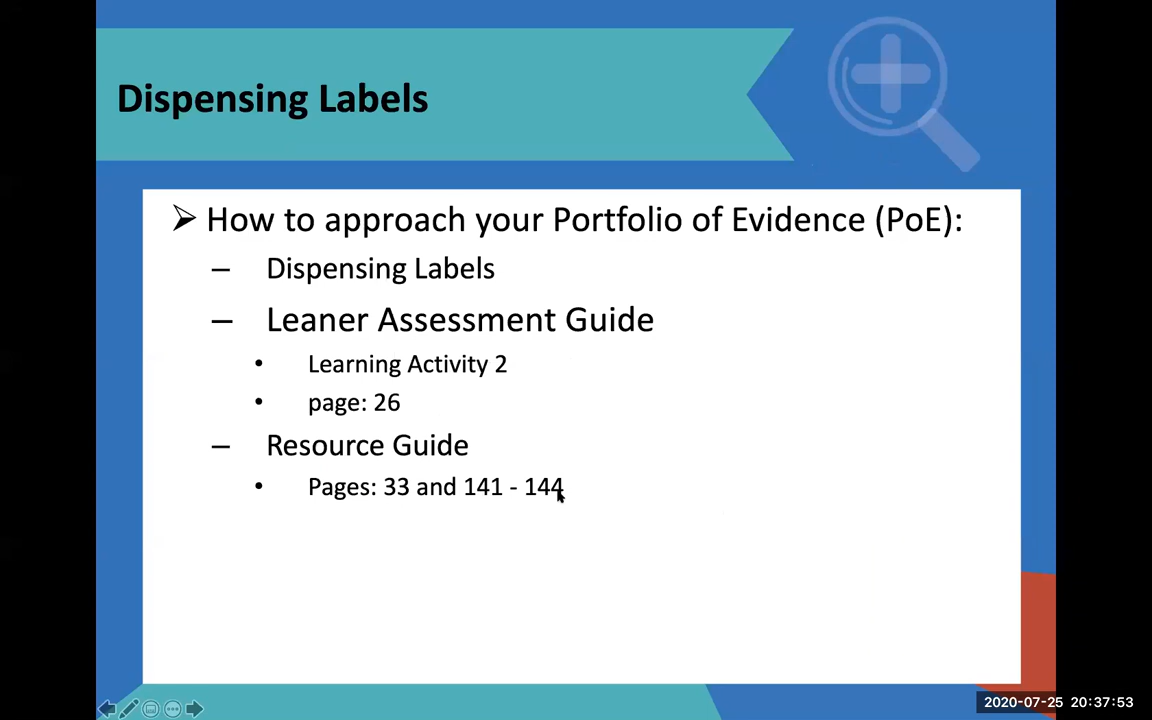 Dispensing Labels
➢ How to approach your Portfolio of Evidence (PoE):
– Dispensing Labels
– Leaner Assessment Guide
• Learning Activity 2
• page: 26
– Resource Guide
• Pages: 33 and 141 - 144
2020-07-25 20:37:53